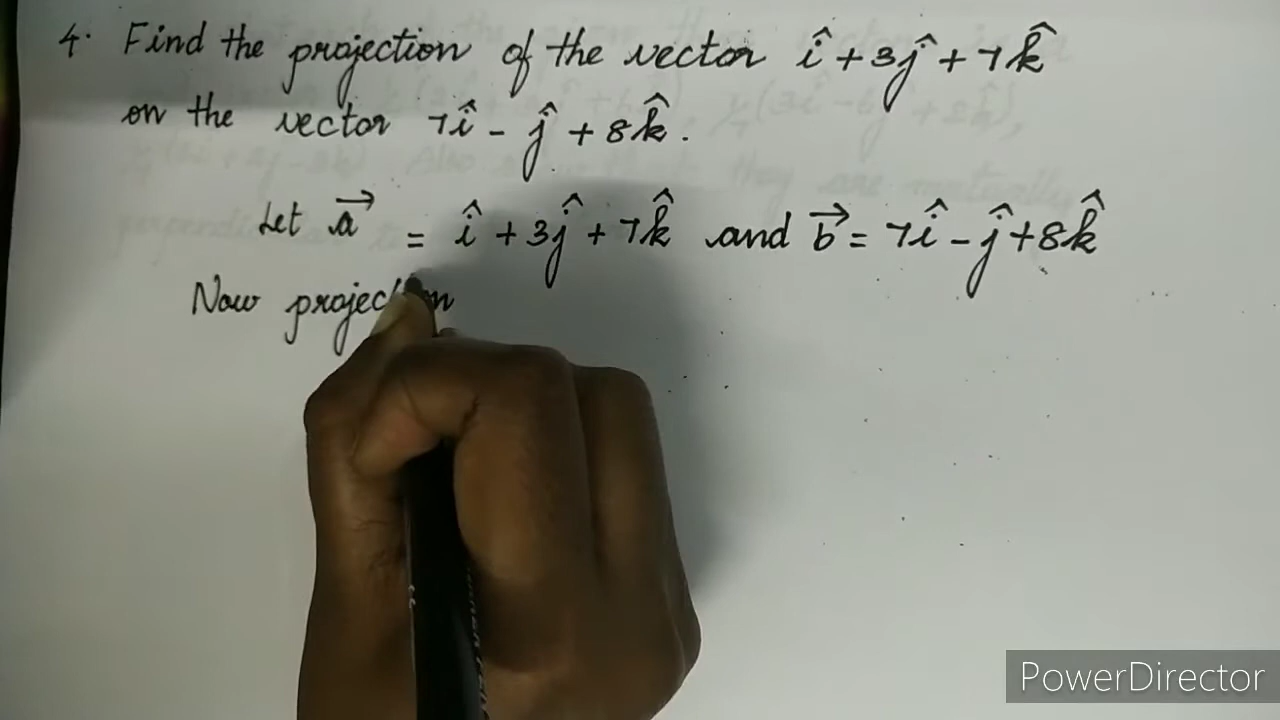 4. Find the projection of the vector î + 3ĵ + 7k̂
on the vector 7î - ĵ + 8k̂.
Let a⃗ = î + 3ĵ + 7k̂ and b⃗ = 7î - ĵ + 8k̂
Now projection
PowerDirector